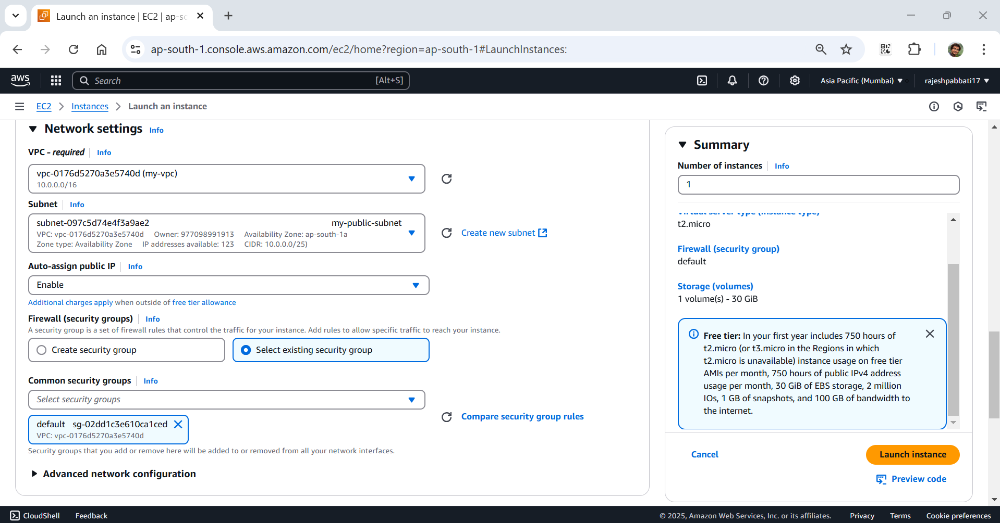 Launch an instance | EC2 | ap-so
ap-south-1.console.aws.amazon.com/ec2/home?region=ap-south-1#LaunchInstances:
aws
Search [Alt+S]
Asia Pacific (Mumbai)
rajeshpabbati17
EC2
Instances
Launch an instance
Network settings Info
VPC - required Info
vpc-0176d5270a3e5740d (my-vpc)
10.0.0.0/16
Subnet Info
subnet-097c5d74e4f3a9ae2 my-public-subnet
VPC: vpc-0176d5270a3e5740d Owner: 977098991913 Availability Zone: ap-south-1a
Zone type: Availability Zone IP addresses available: 123 CIDR: 10.0.0.0/25)
Create new subnet
Auto-assign public IP Info
Enable
Additional charges apply when outside of free tier allowance
Firewall (security groups) Info
A security group is a set of firewall rules that control the traffic for your instance. Add rules to allow specific traffic to reach your instance.
Create security group
Select existing security group
Common security groups Info
Select security groups
default sg-02dd1c3e610ca1ced
VPC: vpc-0176d5270a3e5740d
Compare security group rules
Security groups that you add or remove here will be added to or removed from all your network interfaces.
Advanced network configuration
Summary
Number of instances Info
1
Virtual server type (instance type)
t2.micro
Firewall (security group)
default
Storage (volumes)
1 volume(s) - 30 GiB
Free tier: In your first year includes 750 hours of
t2.micro (or t3.micro in the Regions in which
t2.micro is unavailable) instance usage on free tier
AMIs per month, 750 hours of public IPv4 address
usage per month, 30 GiB of EBS storage, 2 million
IOs, 1 GB of snapshots, and 100 GB of bandwidth to
the internet.
Cancel
Launch instance
Preview code
CloudShell
Feedback
© 2025, Amazon Web Services, Inc. or its affiliates.
Privacy
Terms
Cookie preferences